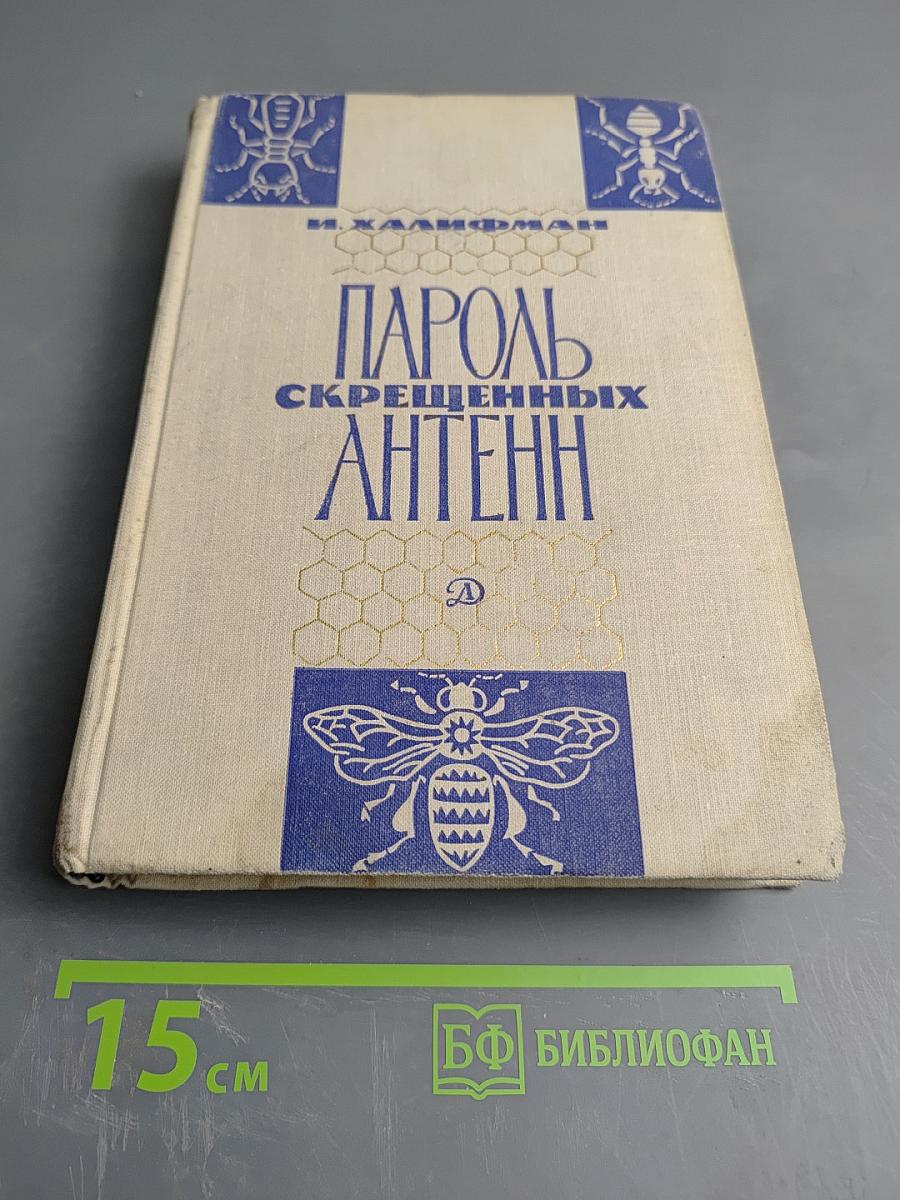 И. ХАЛИФМАН
ПАРОЛЬ
СКРЕЩЕННЫХ
АНТЕНН
Д
15 см
БФ БИБЛИОФАН